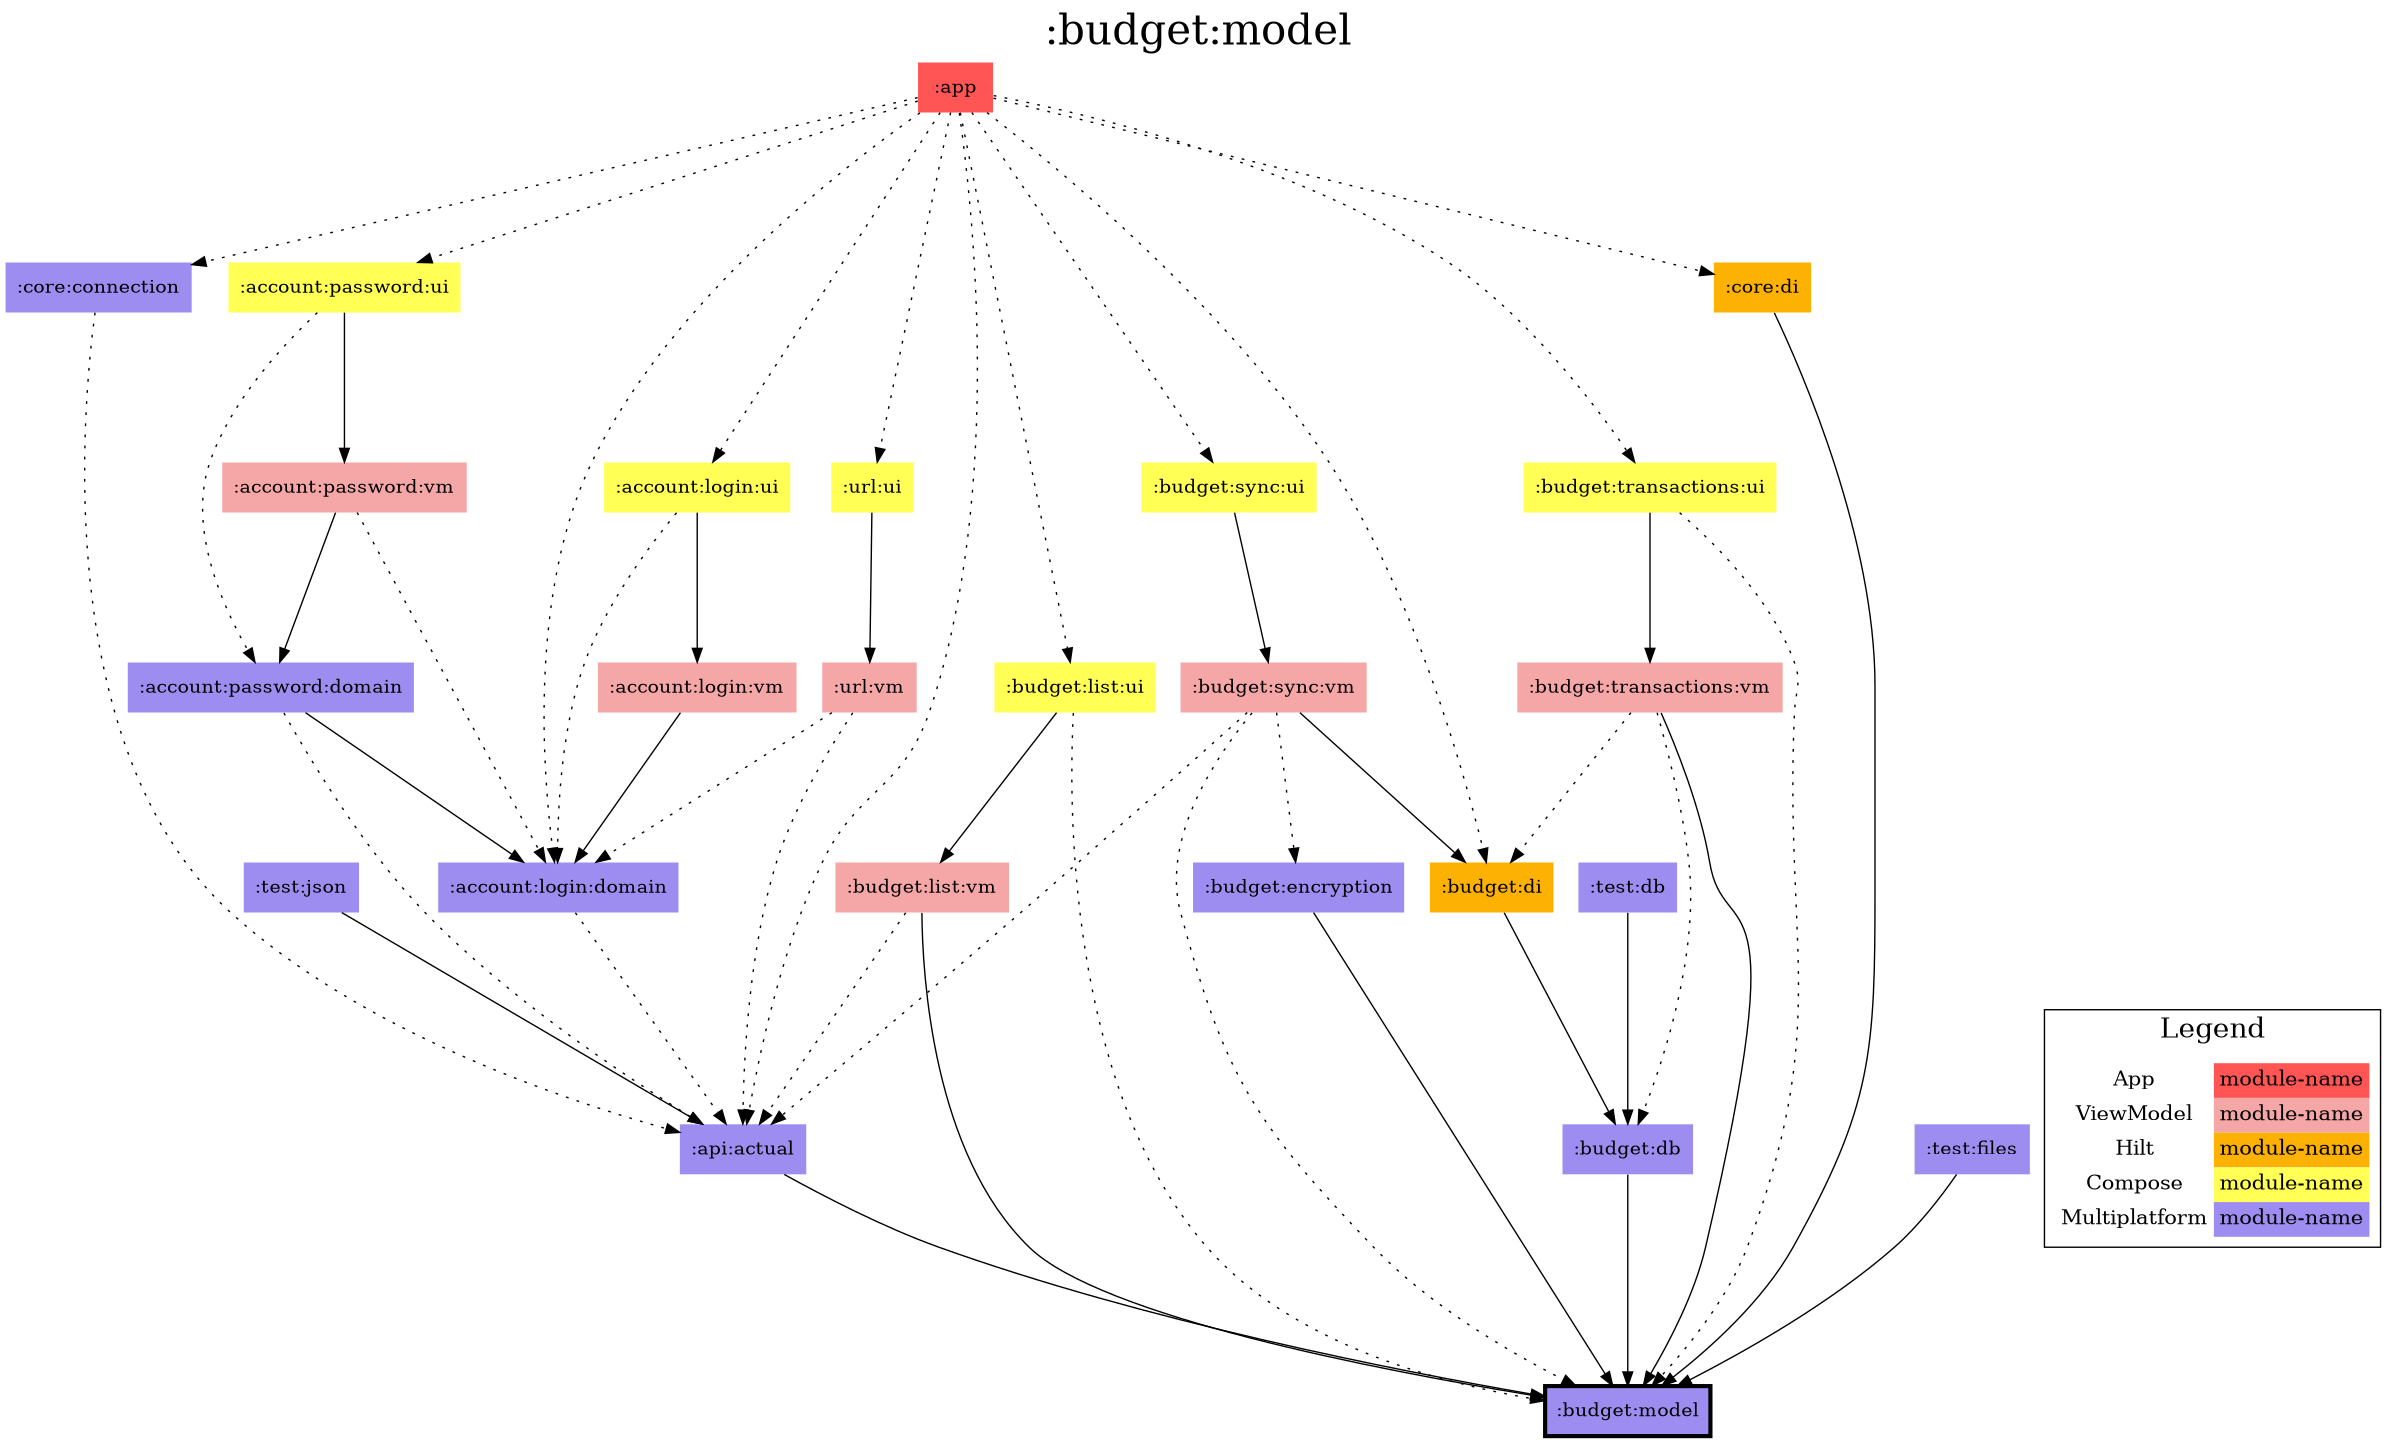 :budget:model
:app
:core:connection
:account:password:ui
:core:di
:account:password:vm
:account:login:ui
:url:ui
:budget:sync:ui
:budget:transactions:ui
:account:password:domain
:account:login:vm
:url:vm
:budget:list:ui
:budget:sync:vm
:budget:transactions:vm
:test:json
:account:login:domain
:budget:list:vm
:budget:encryption
:budget:di
:test:db
:api:actual
:budget:db
:test:files
Legend
App module-name
ViewModel module-name
Hilt module-name
Compose module-name
Multiplatform module-name
:budget:model